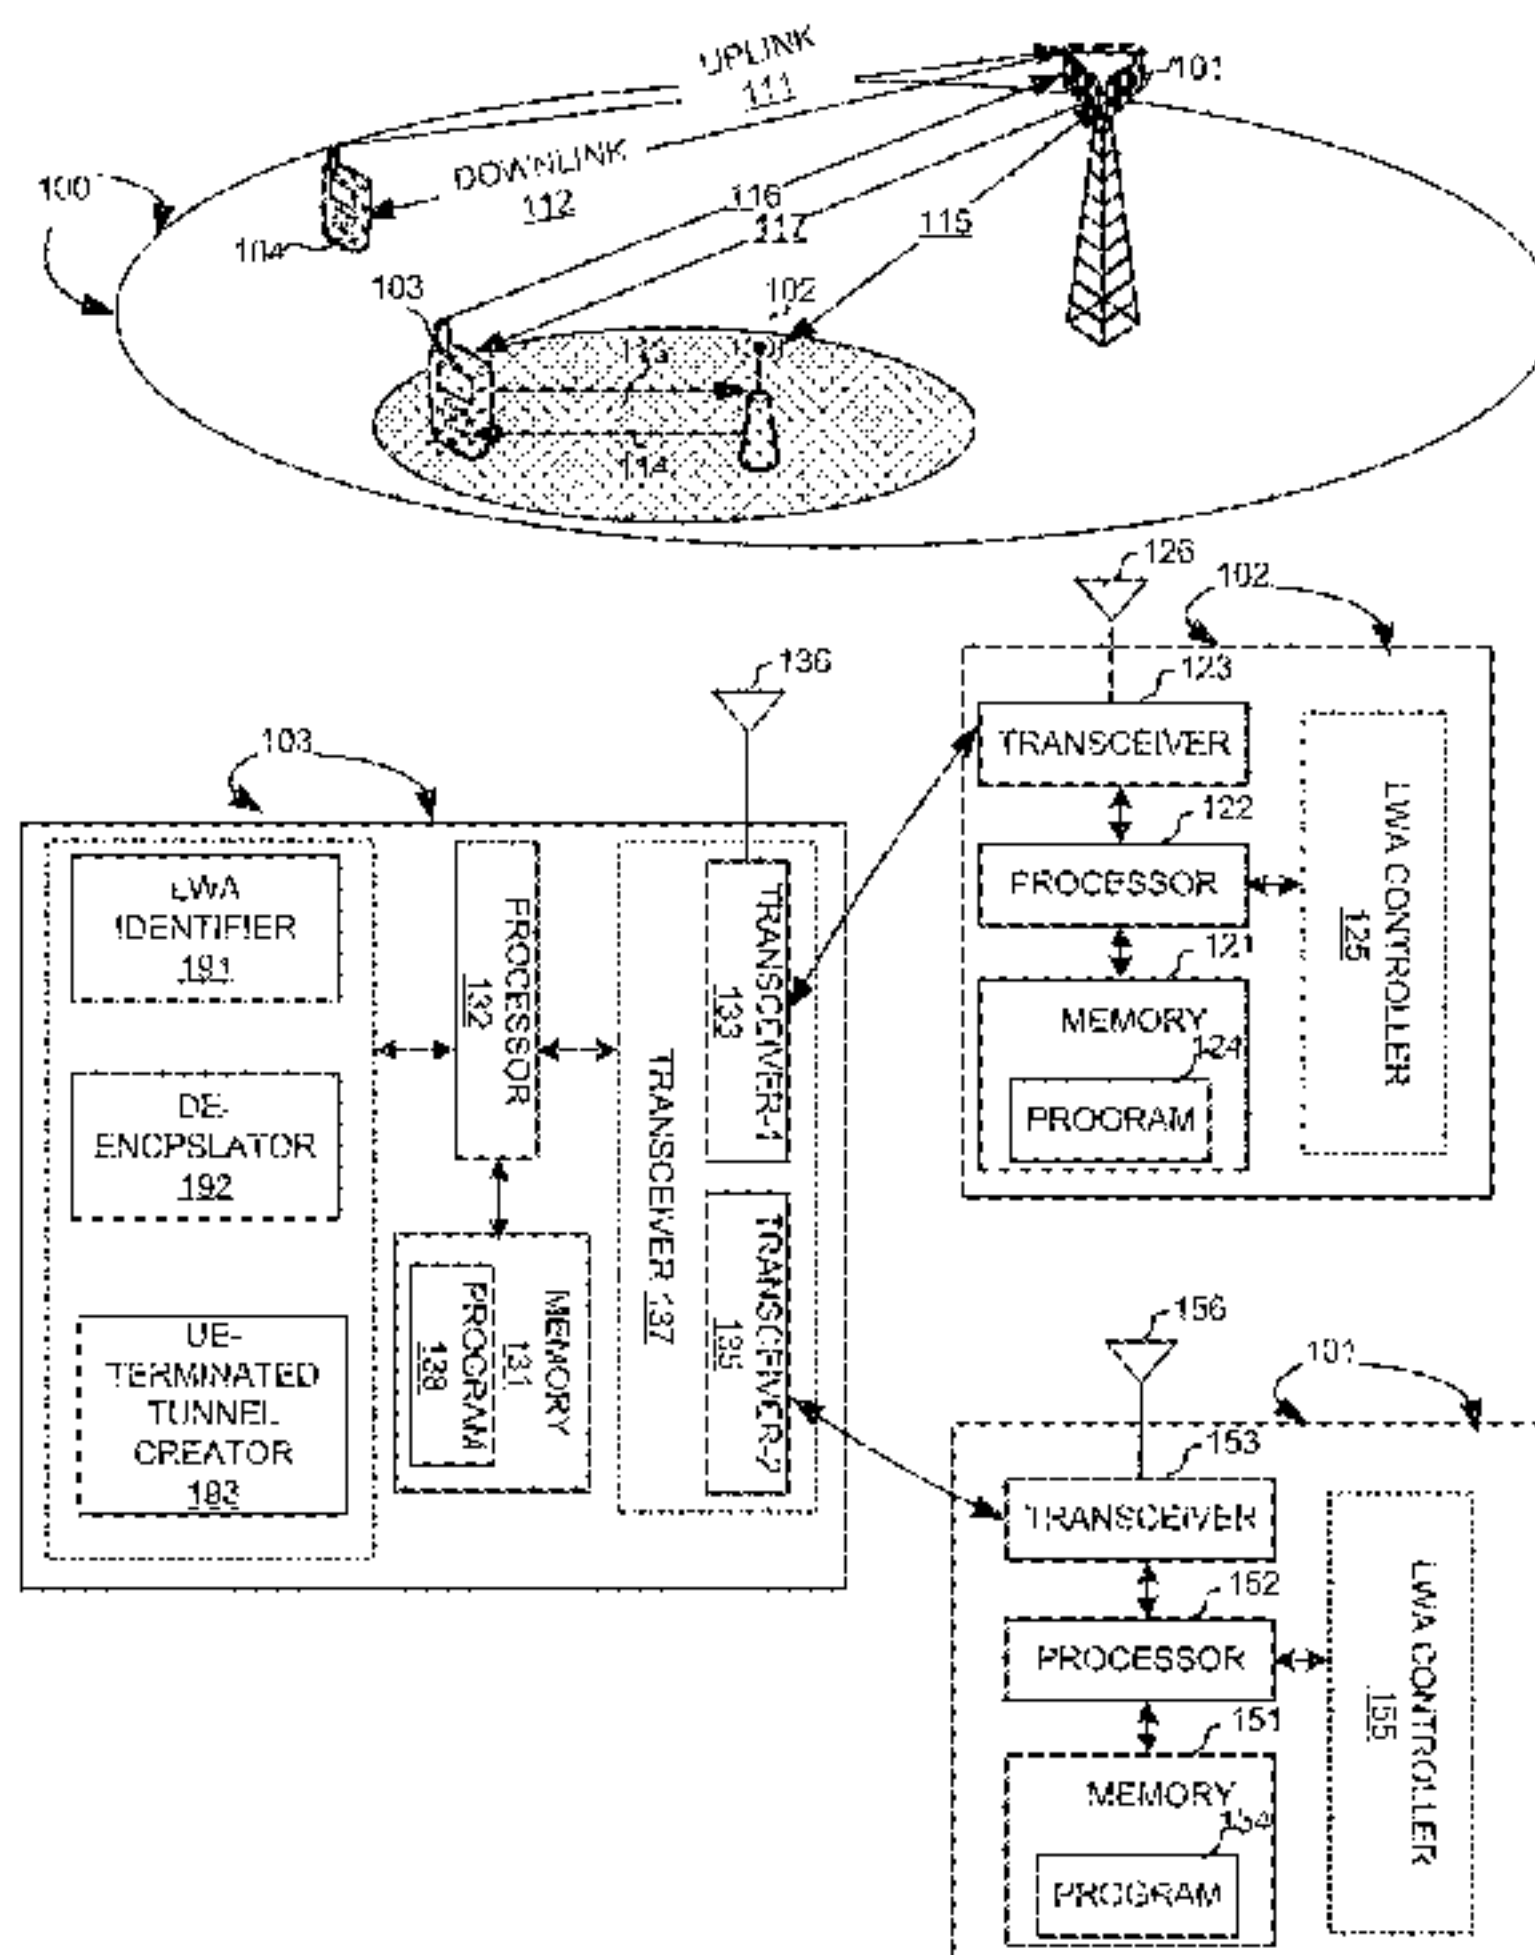 UPLINK
111
101
100
DOWNLINK
112
104
116
117
115
103
102
113
114
126
102
136
123
TRANSCEIVER
103
122
PROCESSOR
LWA CONTROLLER
125
121
MEMORY
124
PROGRAM
LWA
IDENTIFIER
191
DE-
ENCPSLATOR
192
UE-
TERMINATED
TUNNEL
CREATOR
193
PROCESSOR
132
MEMORY
131
PROGRAM
TRANSCEIVER 137
TRANSCEIVER-1
133
TRANSCEIVER-2
135
156
101
153
TRANSCEIVER
152
PROCESSOR
LWA CONTROLLER
155
151
MEMORY
154
PROGRAM